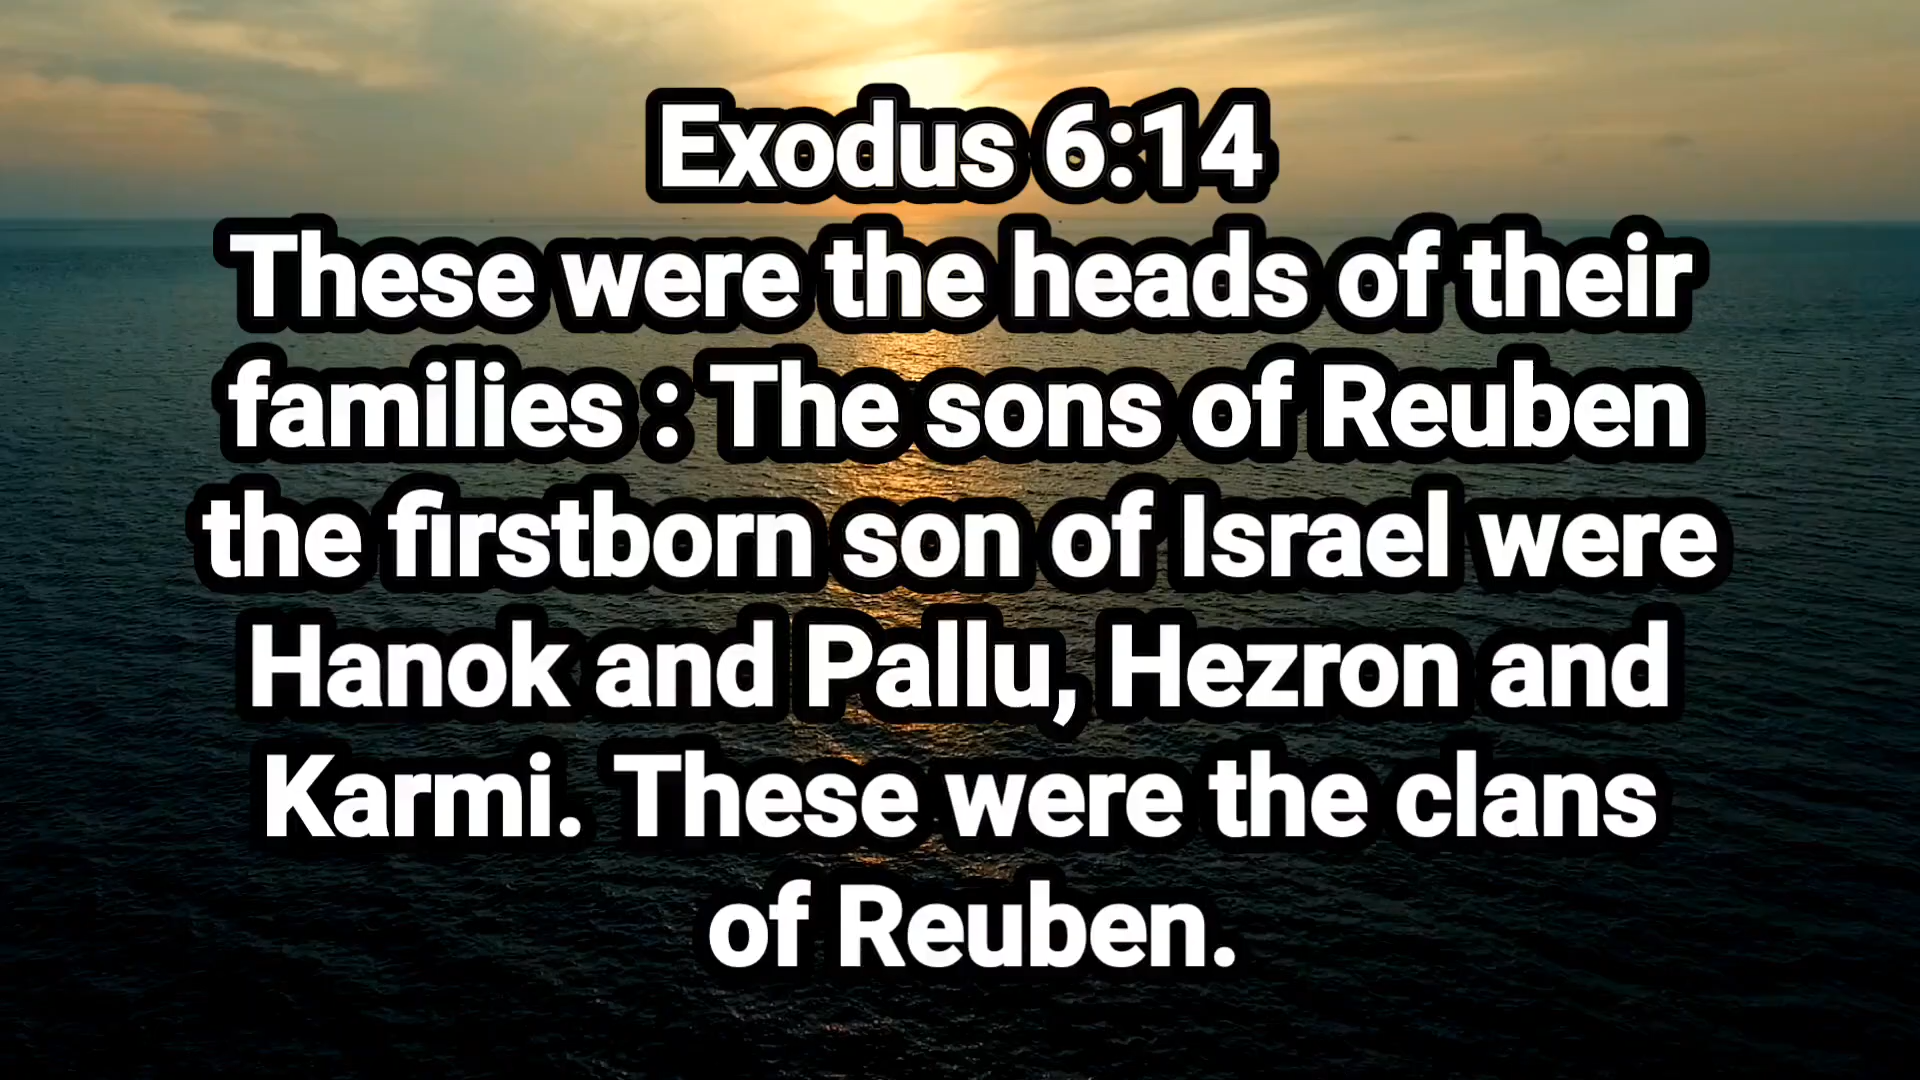 Exodus 6:14
These were the heads of their
families : The sons of Reuben
the firstborn son of Israel were
Hanok and Pallu, Hezron and
Karmi. These were the clans
of Reuben.